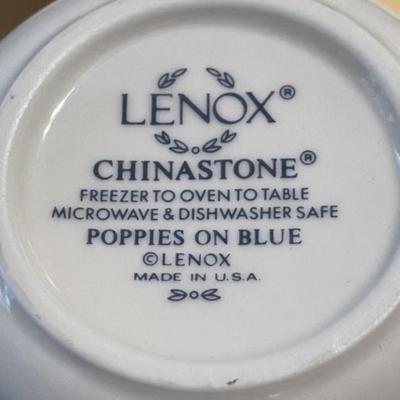 LENOX®
CHINASTONE®
FREEZER TO OVEN TO TABLE
MICROWAVE & DISHWASHER SAFE
POPPIES ON BLUE
©LENOX
MADE IN U.S.A.